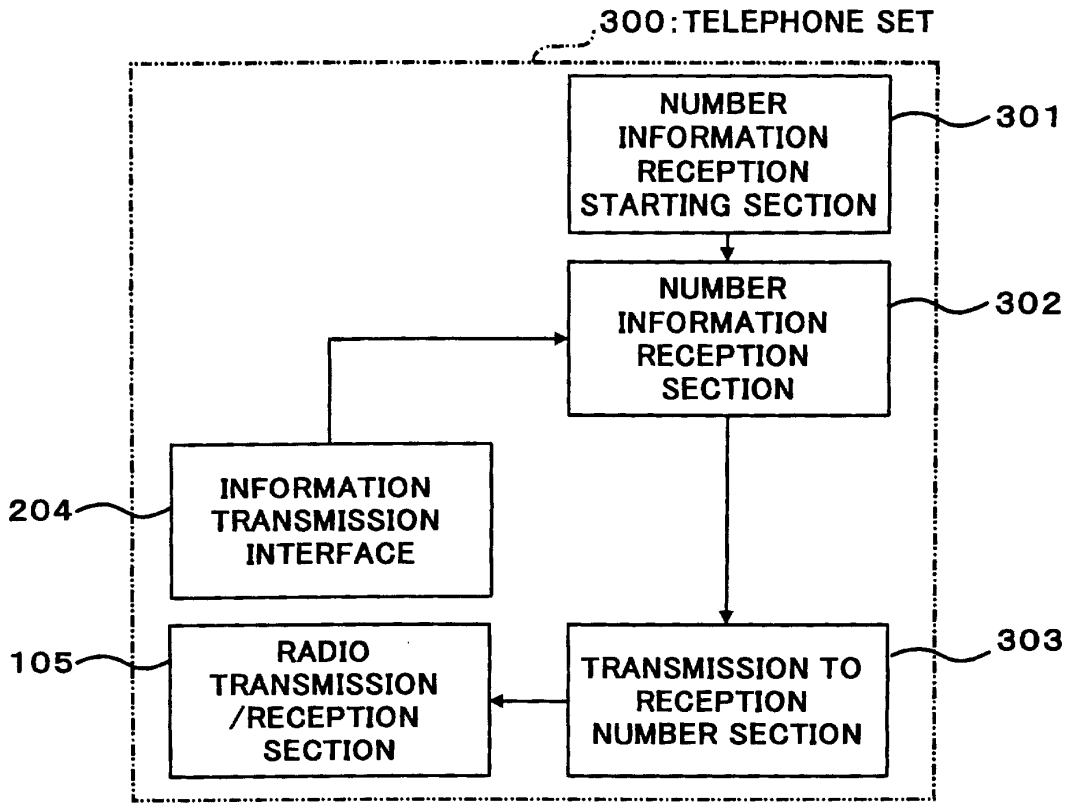 300:TELEPHONE SET
NUMBER
INFORMATION
RECEPTION
STARTING SECTION
301
NUMBER
INFORMATION
RECEPTION
SECTION
302
204
INFORMATION
TRANSMISSION
INTERFACE
105
RADIO
TRANSMISSION
/RECEPTION
SECTION
TRANSMISSION TO
RECEPTION
NUMBER SECTION
303